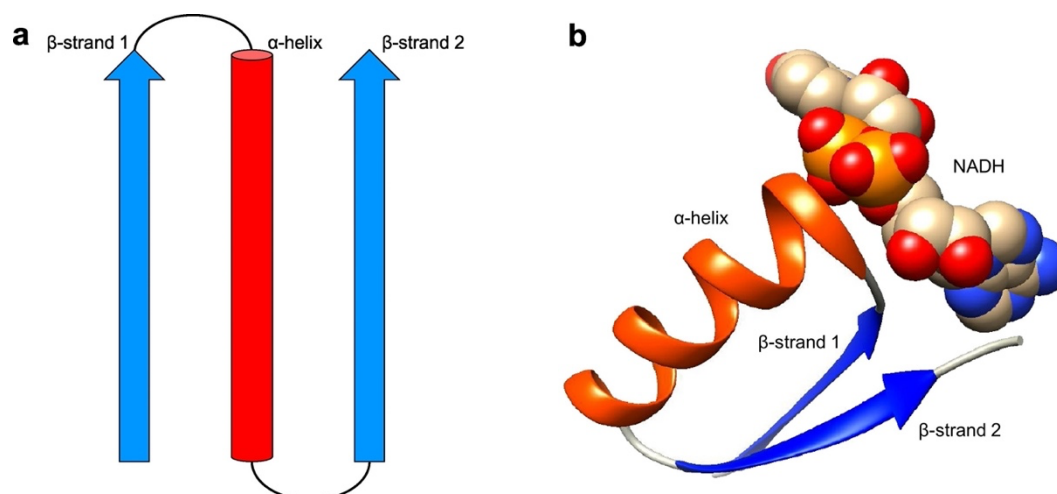 a
β-strand 1
α-helix
β-strand 2
b
NADH
α-helix
β-strand 1
β-strand 2